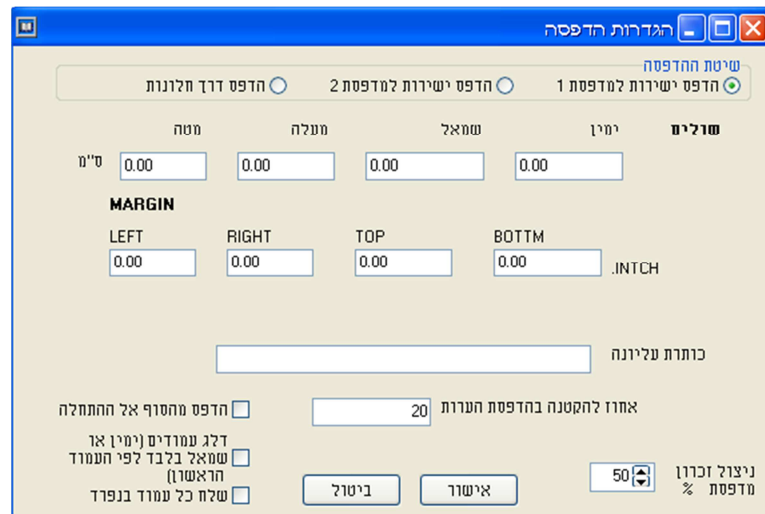 הגדרות הדפסה
שיטת ההדפסה
הדפס ישירות למדפסת 1 הדפס ישירות למדפסת 2 הדפס דרך חלונות
שולים ימין שמאל מעלה מטה
0.00 0.00 0.00 0.00 ס"מ
MARGIN
LEFT RIGHT TOP BOTTM
0.00 0.00 0.00 0.00 .INTCH
כותרת עליונה
אחוז להקטנה בהדפסת הערות 20
הדפס מהסוף אל ההתחלה
דלג עמודים (ימין או
שמאל בלבד לפי העמוד
הראשון)
שלח כל עמוד בנפרד
ניצול זכרון
מדפסת %
50
אישור ביטול